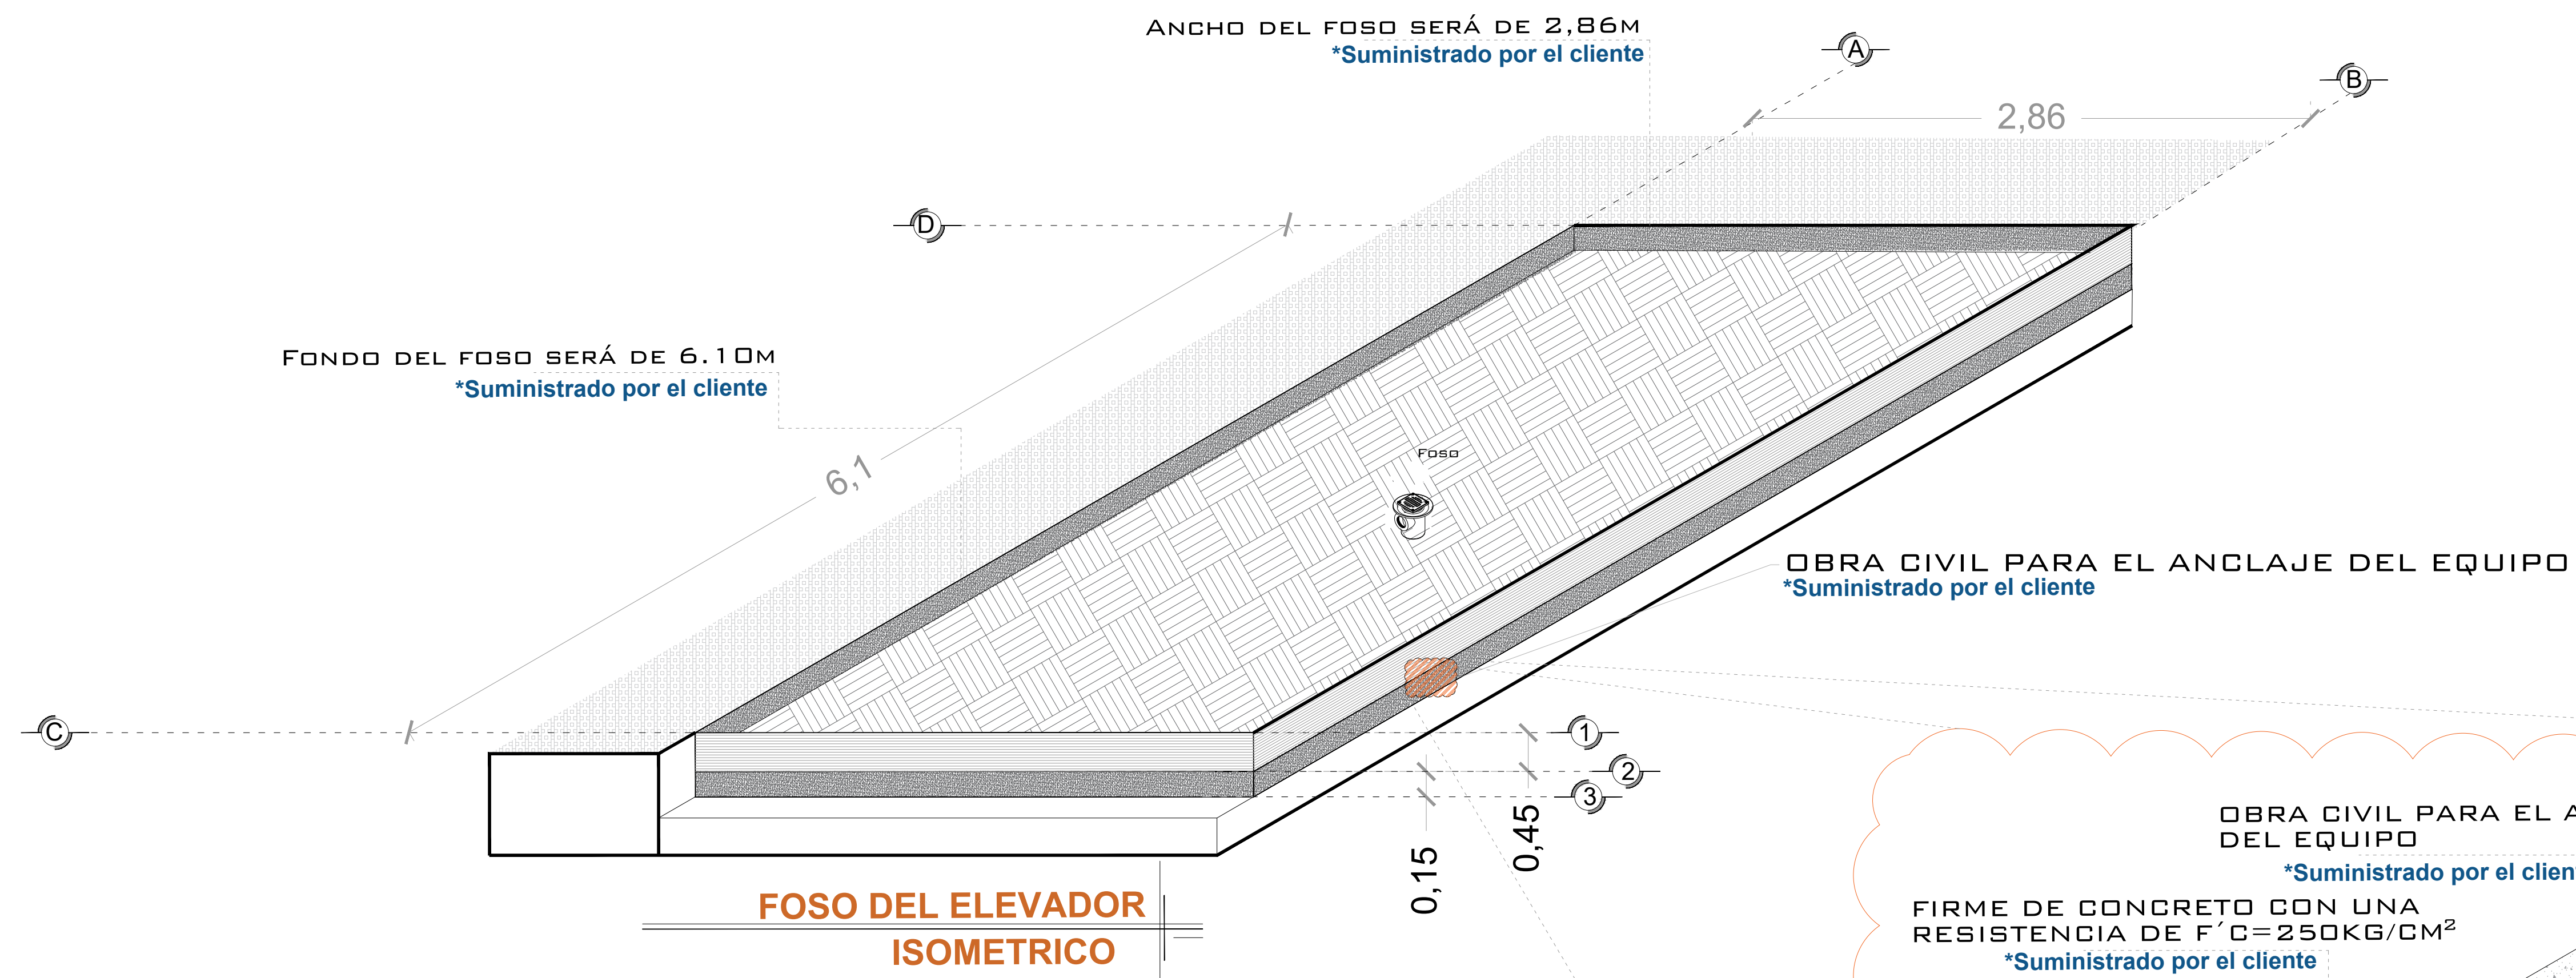 ANCHO DEL FOSO SERÁ DE 2,86M
*Suministrado por el cliente
A
B
2,86
D
FONDO DEL FOSO SERÁ DE 6.10M
*Suministrado por el cliente
6,1
FOSO
OBRA CIVIL PARA EL ANCLAJE DEL EQUIPO
*Suministrado por el cliente
C
1
2
3
0,15
0,45
OBRA CIVIL PARA EL A
DEL EQUIPO
*Suministrado por el clien
FIRME DE CONCRETO CON UNA
RESISTENCIA DE F´C=250KG/CM²
*Suministrado por el cliente
FOSO DEL ELEVADOR
ISOMETRICO